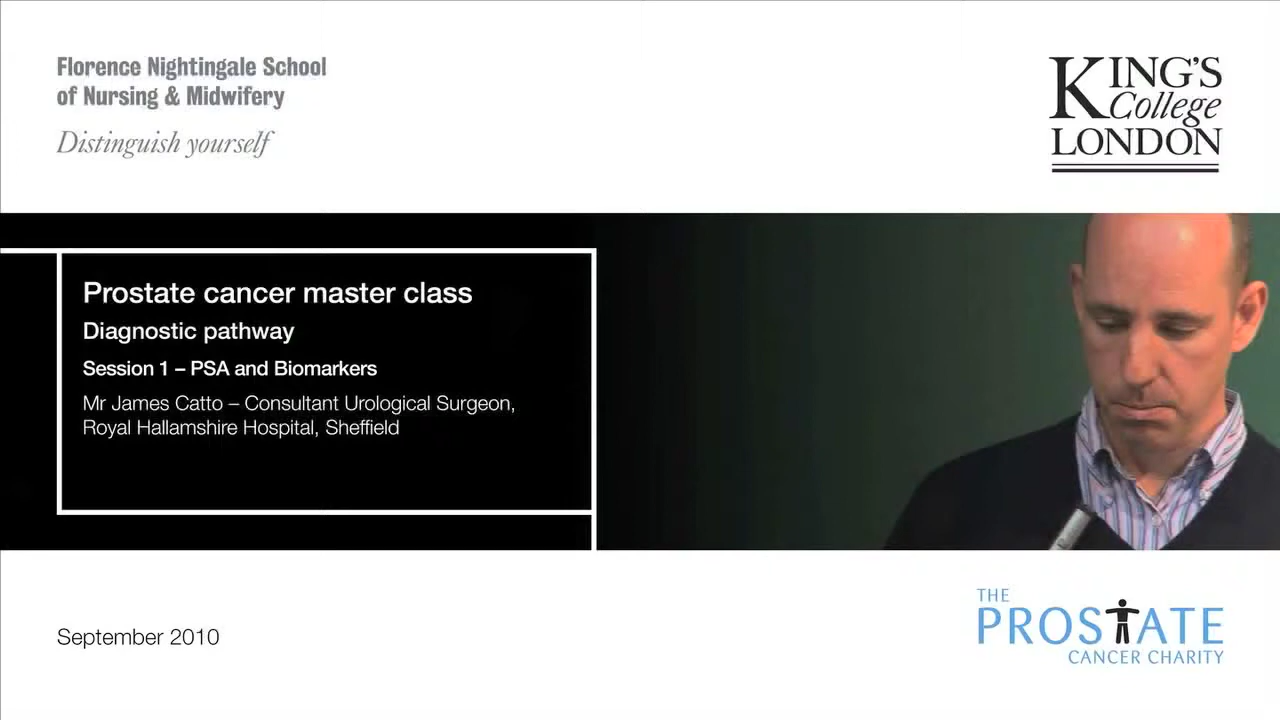 Florence Nightingale School
of Nursing & Midwifery
Distinguish yourself
KING'S
College
LONDON
Prostate cancer master class
Diagnostic pathway
Session 1 – PSA and Biomarkers
Mr James Catto – Consultant Urological Surgeon,
Royal Hallamshire Hospital, Sheffield
September 2010
THE
PROSTATE
CANCER CHARITY